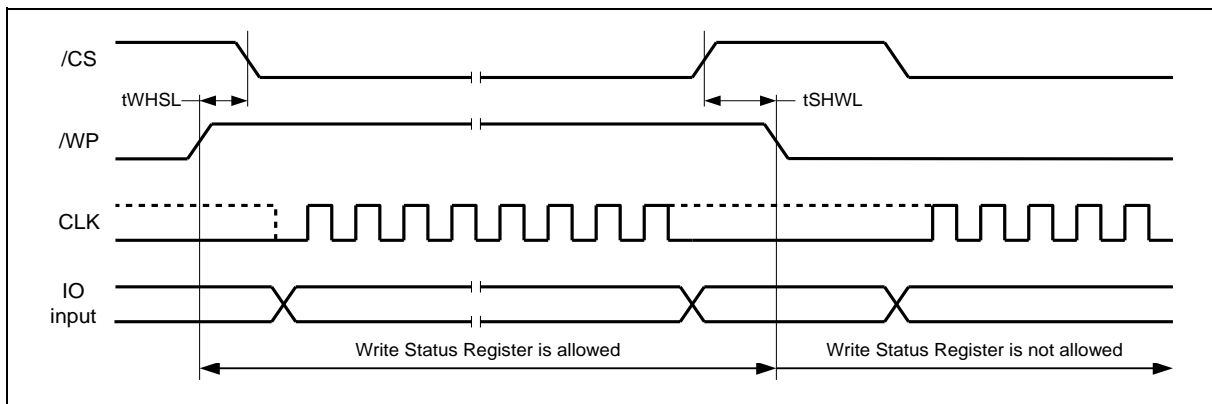 /CS
tWHSL
tSHWL
/WP
CLK
IO
input
Write Status Register is allowed
Write Status Register is not allowed